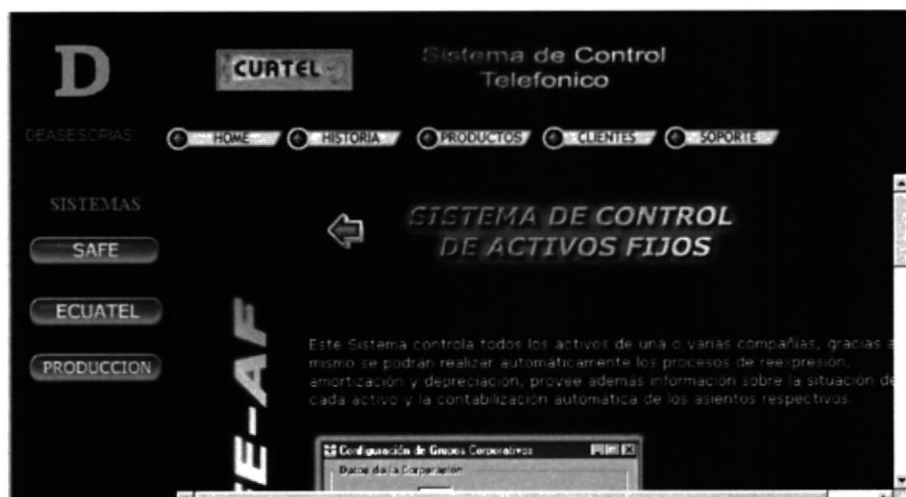 D
DEASESORIAS
CUATEL
Sistema de Control
Telefonico
HOME
HISTORIA
PRODUCTOS
CLIENTES
SOPORTE
SISTEMAS
SAFE
ECUATEL
PRODUCCION
SISTEMA DE CONTROL
DE ACTIVOS FIJOS
FE-AF
Este Sistema controla todos los activos de una o varias compañias, gracias a
mismo se podrán realizar automáticamente los procesos de reexpresión,
amortización y depreciación, provee además información sobre la situación de
cada activo y la contabilización automática de los asientos respectivos.
Configuración de Grupos Corporativos
Datos de la Corporación